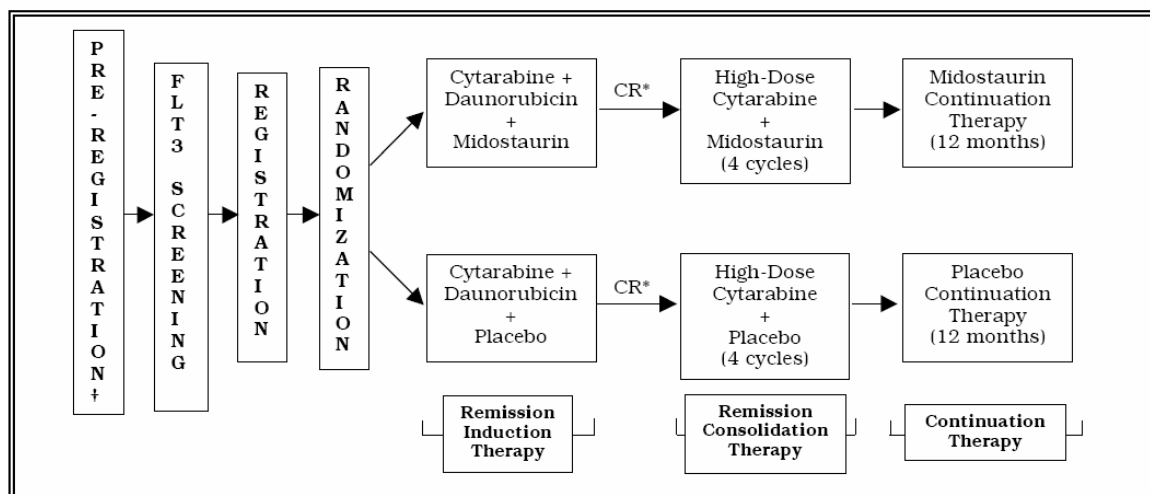 PRE-REGISTRATION‡
FLT3 SCREENING
REGISTRATION
RANDOMIZATION
Cytarabine +
Daunorubicin
+
Midostaurin
CR*
High-Dose
Cytarabine
+
Midostaurin
(4 cycles)
Midostaurin
Continuation
Therapy
(12 months)
Cytarabine +
Daunorubicin
+
Placebo
CR*
High-Dose
Cytarabine
+
Placebo
(4 cycles)
Placebo
Continuation
Therapy
(12 months)
Remission
Induction
Therapy
Remission
Consolidation
Therapy
Continuation
Therapy